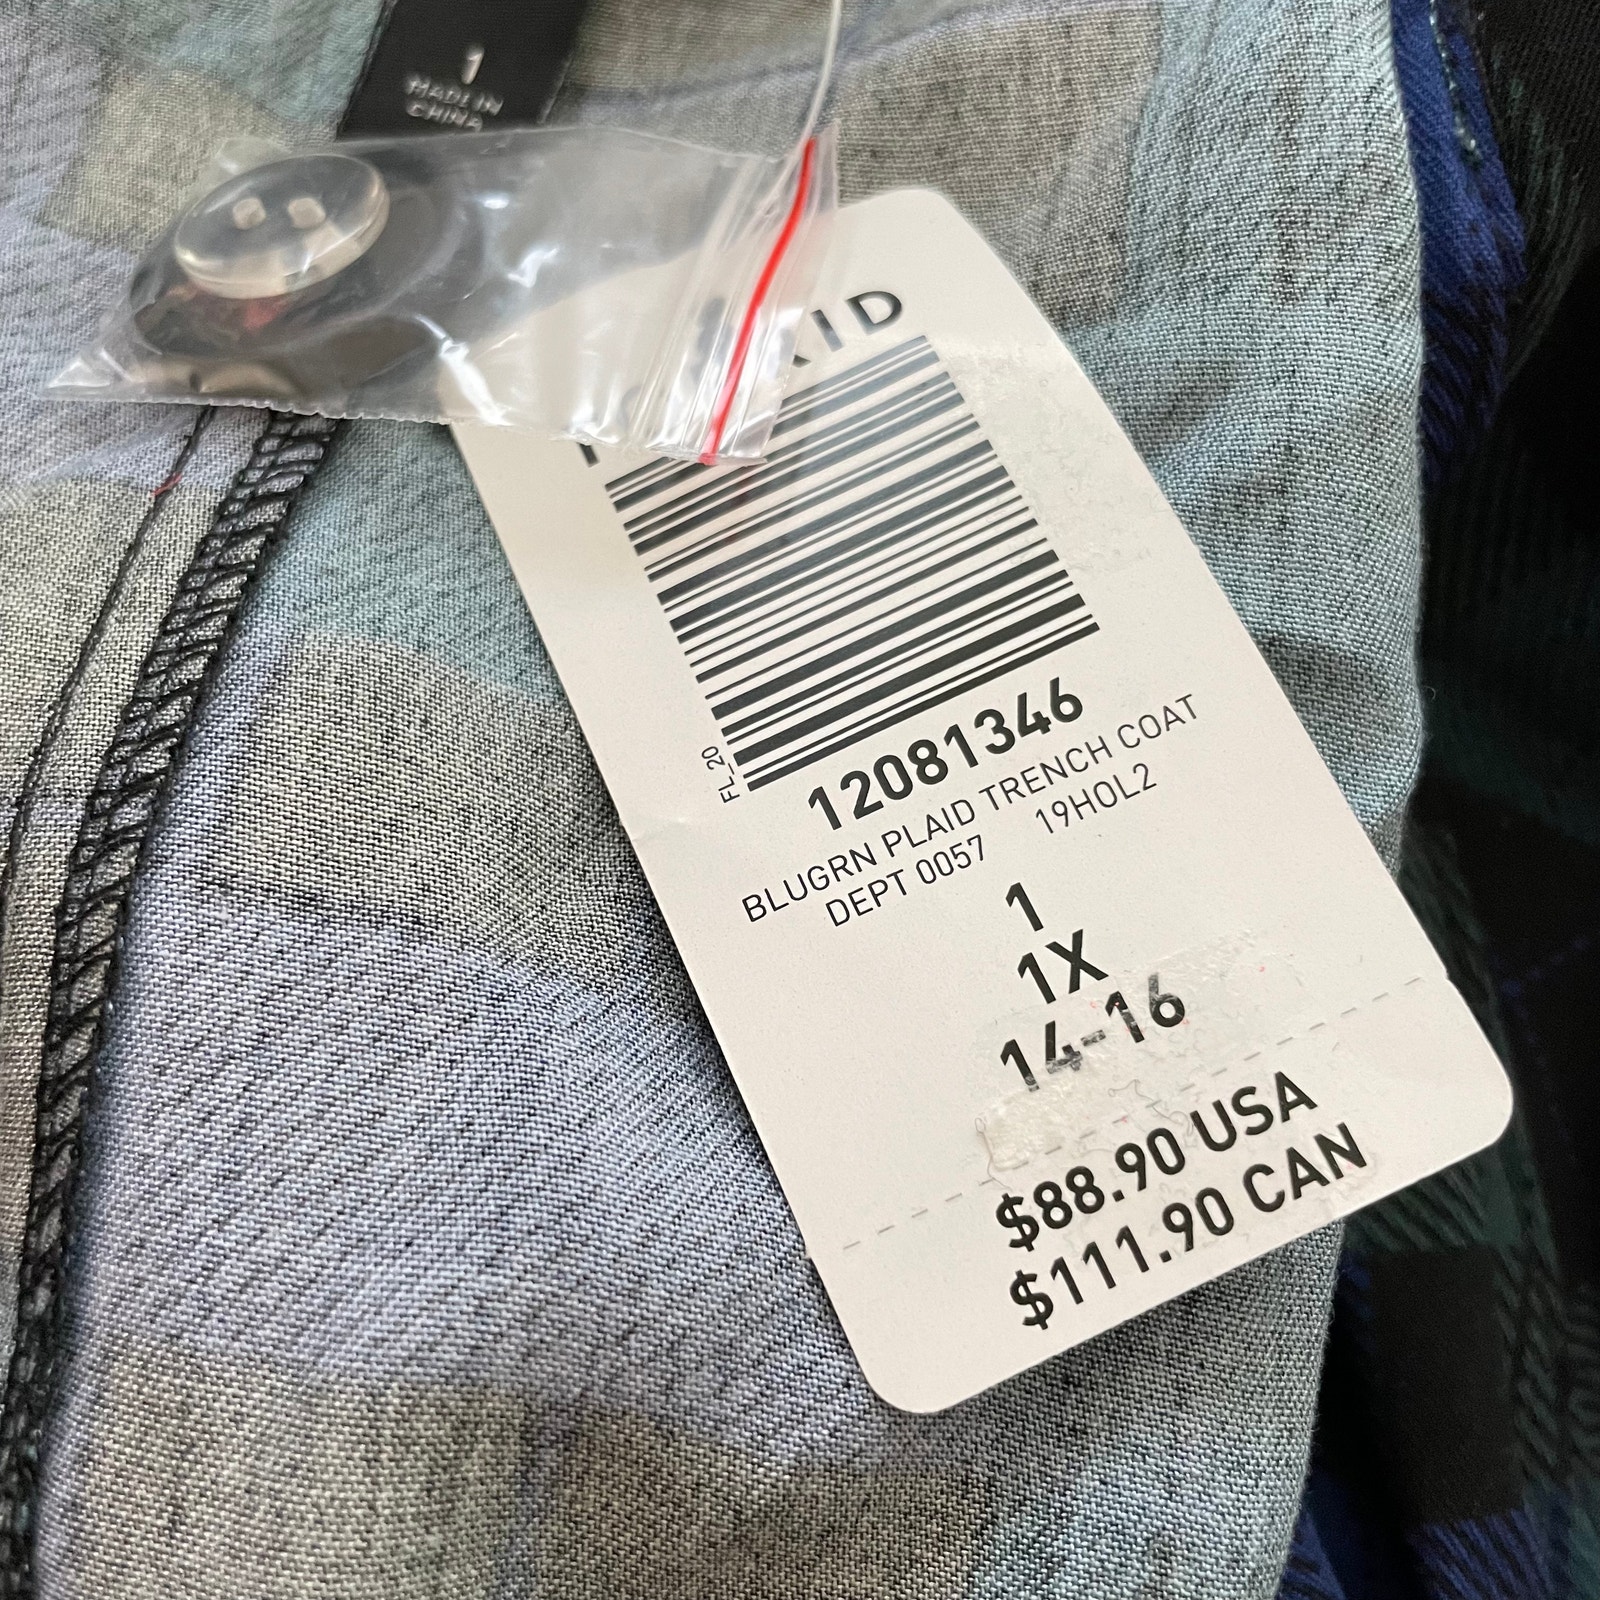 1
MADE IN
CHINA
FL_20
12081346
BLUGRN PLAID TRENCH COAT
DEPT 0057 19HOL2
1
1X
14-16
$88.90 USA
$111.90 CAN